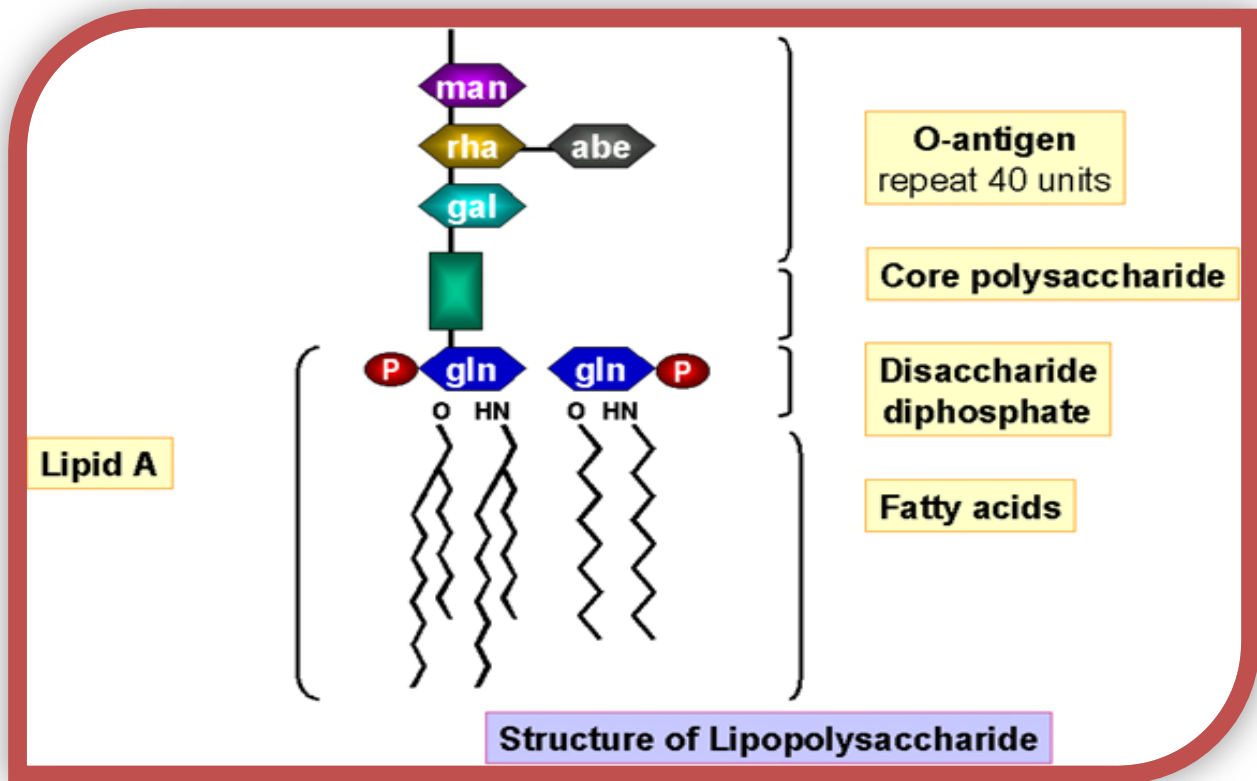 man
rha abe
gal
O-antigen
repeat 40 units
Core polysaccharide
P gln gln P
O HN O HN
Disaccharide
diphosphate
Lipid A
Fatty acids
Structure of Lipopolysaccharide